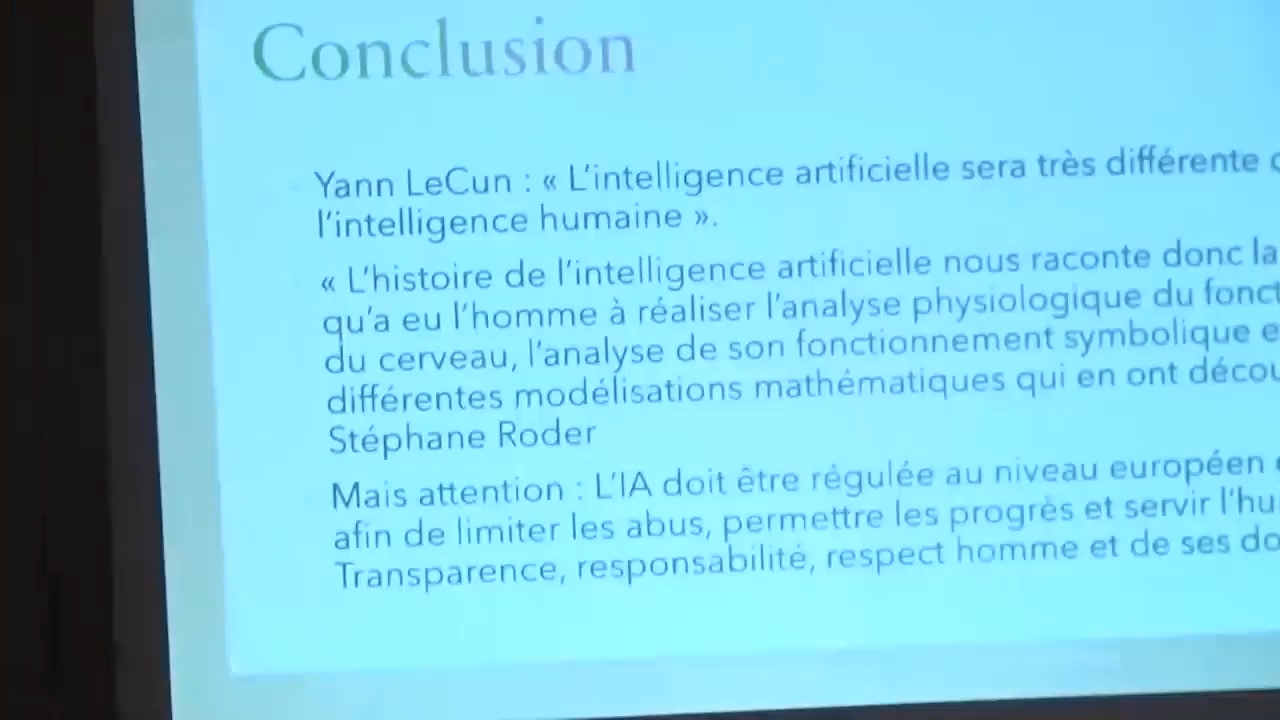 Conclusion
Yann LeCun : « L'intelligence artificielle sera très différente
l'intelligence humaine ».
« L'histoire de l'intelligence artificielle nous raconte donc la
qu'a eu l'homme à réaliser l'analyse physiologique du
du cerveau, l'analyse de son fonctionnement symbolique
différentes modélisations mathématiques qui en ont
Stéphane Roder
Mais attention : L'IA doit être régulée au niveau européen
afin de limiter les abus, permettre les progrès et servir
Transparence, responsabilité, respect homme et de ses